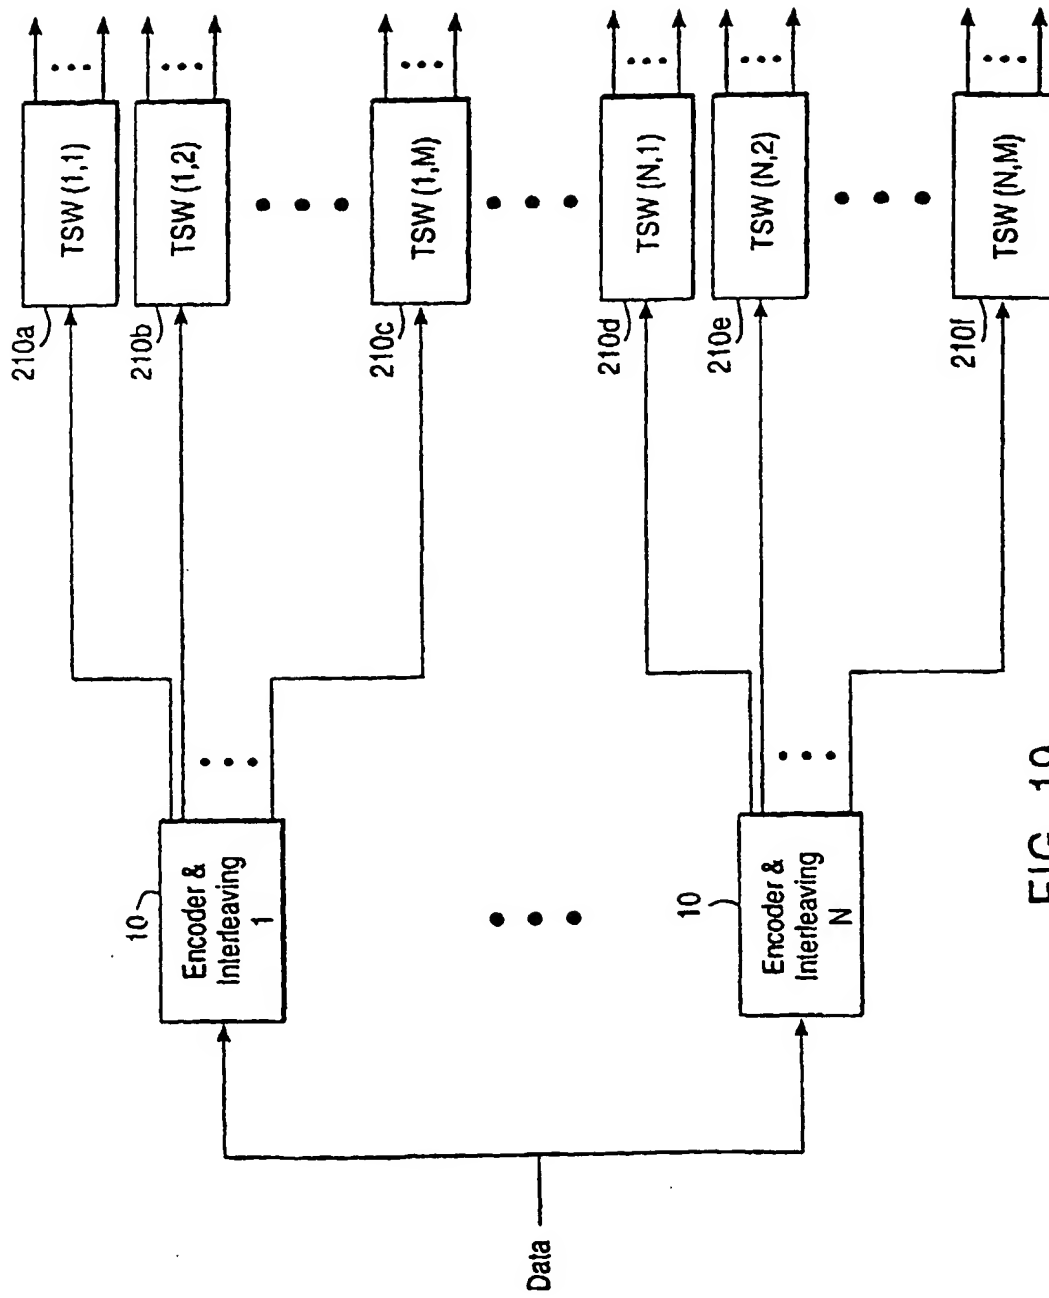 Data
10
Encoder &
Interleaving
1
10
Encoder &
Interleaving
N
210a
TSW (1,1)
210b
TSW (1,2)
210c
TSW (1,M)
210d
TSW (N,1)
210e
TSW (N,2)
210f
TSW (N,M)
FIG.